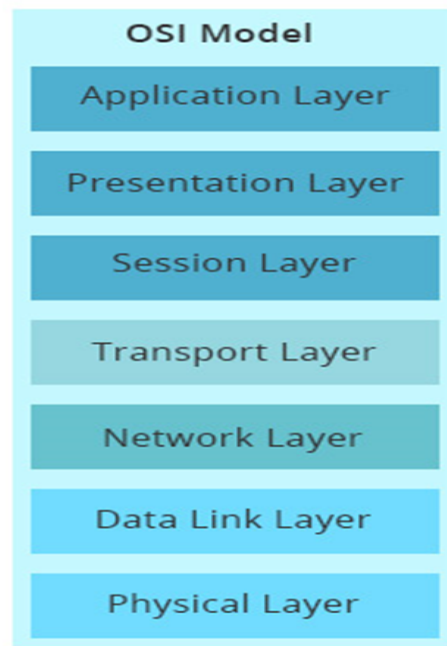 OSI Model
Application Layer
Presentation Layer
Session Layer
Transport Layer
Network Layer
Data Link Layer
Physical Layer